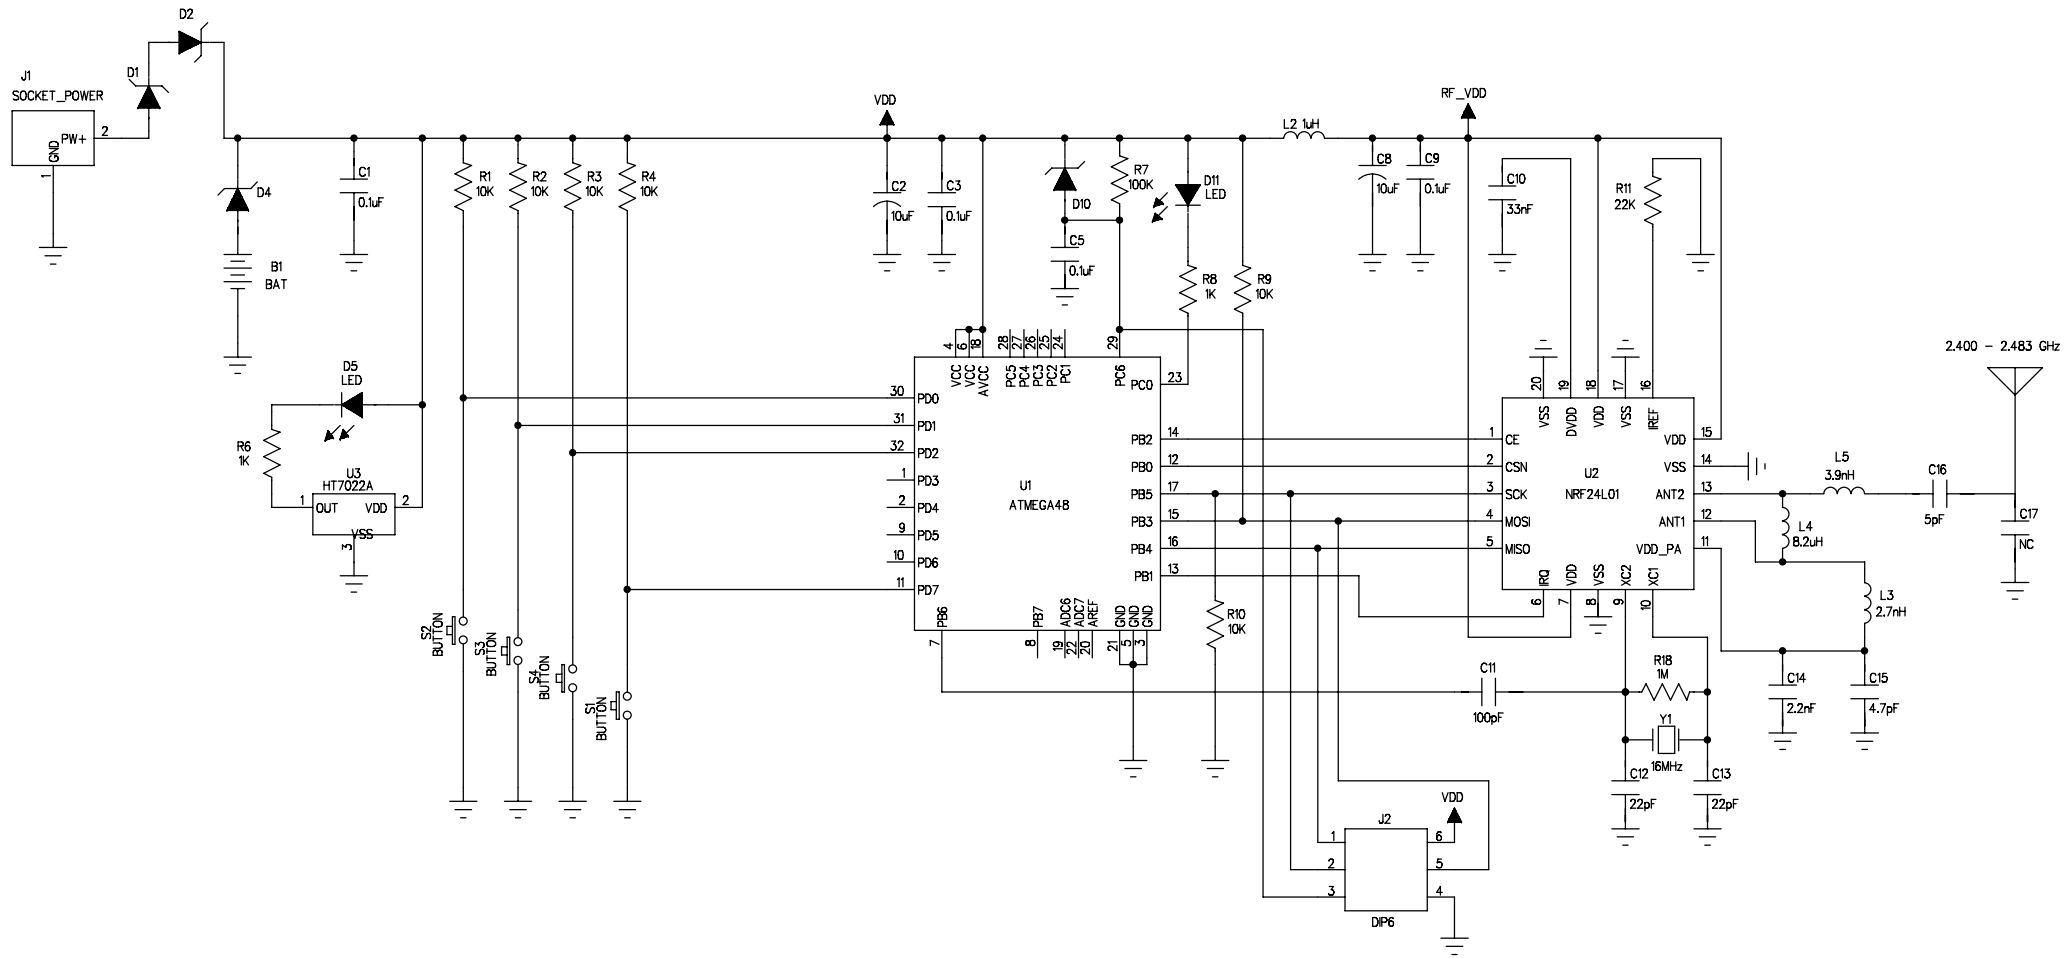 D2
D1
J1
SOCKET_POWER
PW+
2
GND
1
D4
B1
BAT
C1
0.1uF
R1
10K
R2
10K
R3
10K
R4
10K
D5
LED
R6
1K
U3
HT7022A
1
OUT
VDD
2
VSS
3
S2
BUTTON
S3
BUTTON
S4
BUTTON
S1
BUTTON
VDD
C2
10uF
C3
0.1uF
D10
C5
0.1uF
R7
100K
D11
LED
R8
1K
R9
10K
L2 1uH
RF_VDD
C8
10uF
C9
0.1uF
C10
33nF
R11
22K
4
6
18
28
27
26
25
24
29
VCC
VCC
AVCC
PC5
PC4
PC3
PC2
PC1
PC6
PC0
23
30
PD0
31
PD1
32
PD2
1
PD3
2
PD4
9
PD5
10
PD6
11
PD7
U1
ATMEGA48
PB2
14
PB0
12
PB5
17
PB3
15
PB4
16
PB1
13
PB6
PB7
ADC6
ADC7
AREF
GND
GND
GND
7
8
19
22
20
21
5
3
R10
10K
20
19
18
17
16
VSS
DVDD
VDD
VSS
IREF
1
CE
2
CSN
3
SCK
4
MOSI
5
MISO
U2
NRF24L01
VDD
15
VSS
14
ANT2
13
ANT1
12
VDD_PA
11
IRQ
VDD
VSS
XC2
XC1
6
7
8
9
10
2.400 - 2.483 GHz
L5
3.9nH
C16
5pF
C17
NC
L4
8.2uH
L3
2.7nH
C14
2.2nF
C15
4.7pF
C11
100pF
R18
1M
Y1
16MHz
C12
22pF
C13
22pF
VDD
J2
1
2
3
6
5
4
DIP6